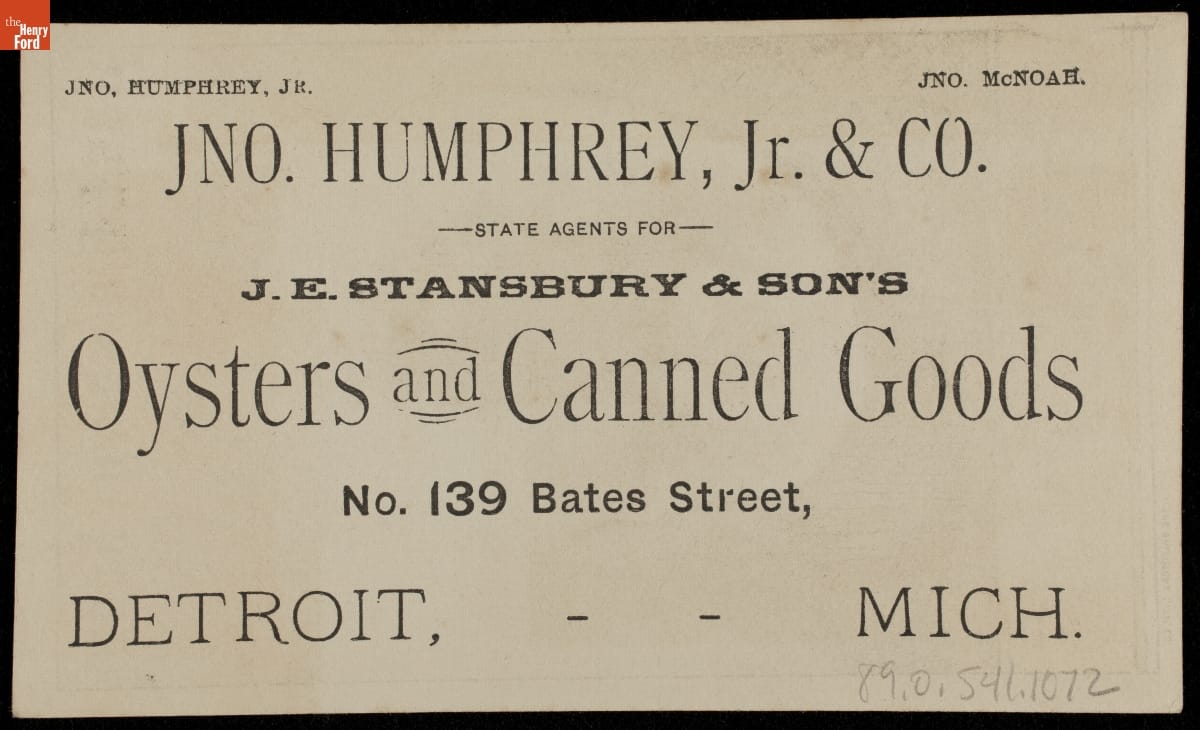 the
Henry
Ford
JNO, HUMPHREY, JR. JNO. McNOAH.
JNO. HUMPHREY, Jr. & CO.
—STATE AGENTS FOR—
J. E. STANSBURY & SON'S
Oysters and Canned Goods
No. 139 Bates Street,
DETROIT, - - MICH.
89.0.541.1072